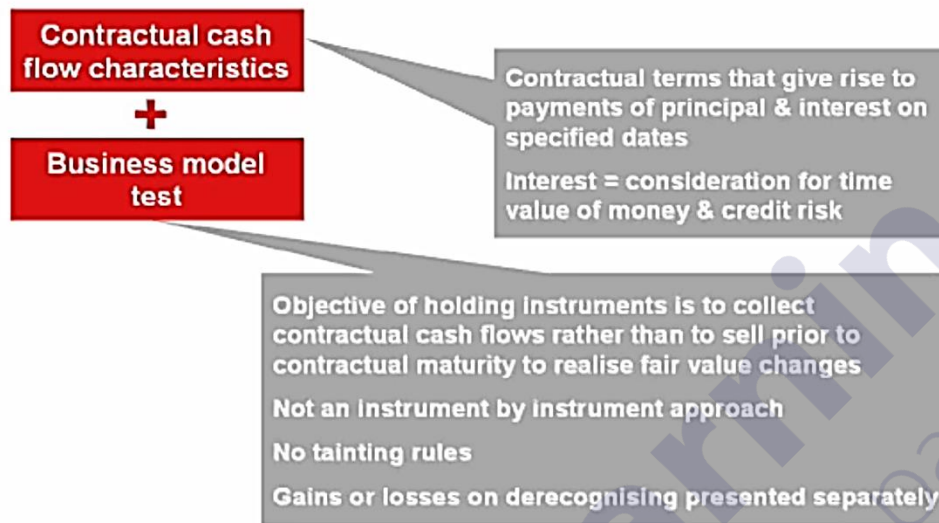 Contractual cash
flow characteristics
+
Business model
test
Contractual terms that give rise to
payments of principal & interest on
specified dates
Interest = consideration for time
value of money & credit risk
Objective of holding instruments is to collect
contractual cash flows rather than to sell prior to
contractual maturity to realise fair value changes
Not an instrument by instrument approach
No tainting rules
Gains or losses on derecognising presented separately